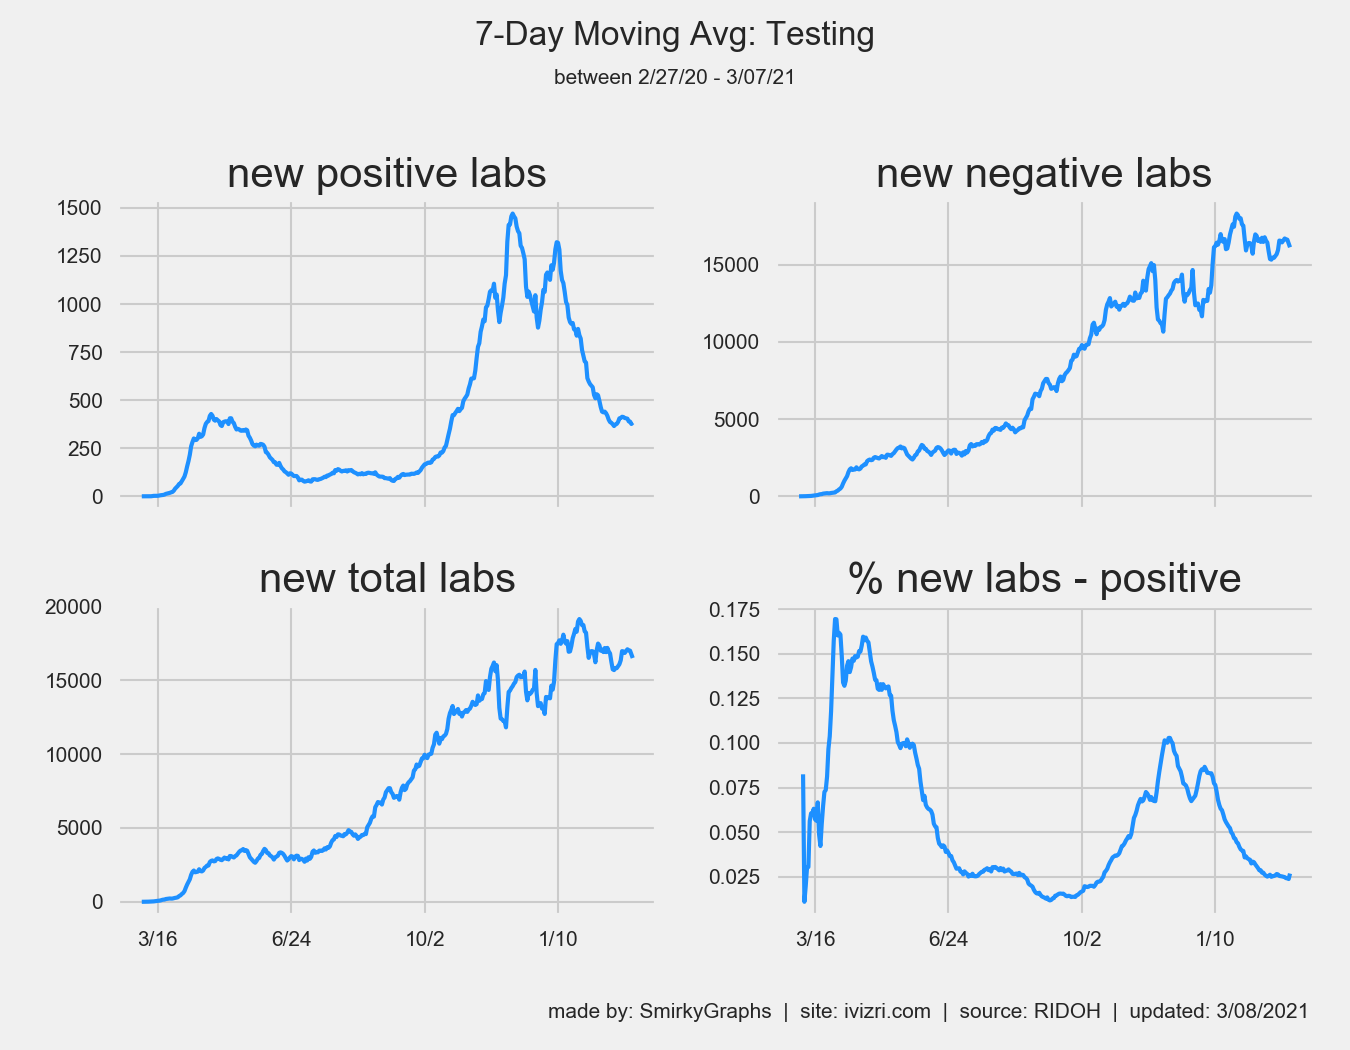 7-Day Moving Avg: Testing
between 2/27/20 - 3/07/21
new positive labs
1500
1250
1000
750
500
250
0
new negative labs
15000
10000
5000
0
new total labs
20000
15000
10000
5000
0
3/16 6/24 10/2 1/10
% new labs - positive
0.175
0.150
0.125
0.100
0.075
0.050
0.025
3/16 6/24 10/2 1/10
made by: SmirkyGraphs | site: ivizri.com | source: RIDOH | updated: 3/08/2021